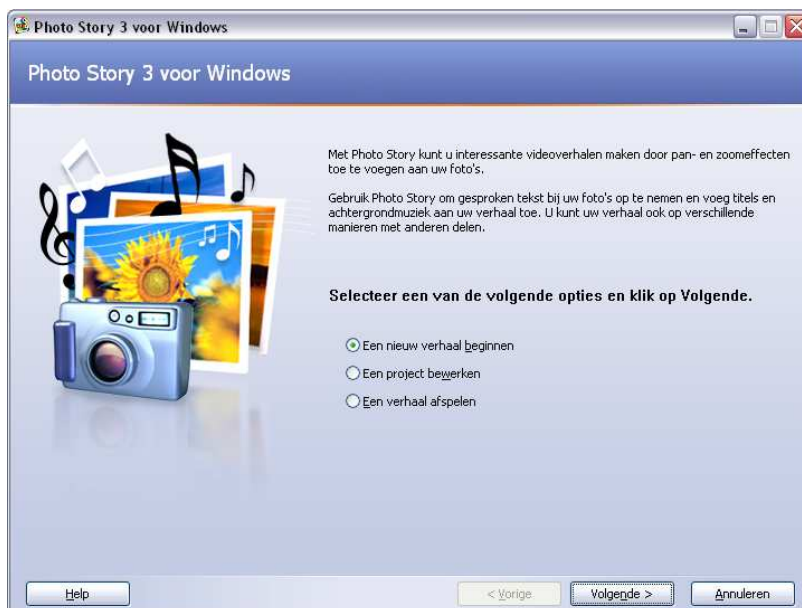 Photo Story 3 voor Windows
Photo Story 3 voor Windows
Met Photo Story kunt u interessante videoverhalen maken door pan- en zoomeffecten
toe te voegen aan uw foto's.
Gebruik Photo Story om gesproken tekst bij uw foto's op te nemen en voeg titels en
achtergrondmuziek aan uw verhaal toe. U kunt uw verhaal ook op verschillende
manieren met anderen delen.
Selecteer een van de volgende opties en klik op Volgende.
Een nieuw verhaal beginnen
Een project bewerken
Een verhaal afspelen
Help
< Vorige
Volgende >
Annuleren